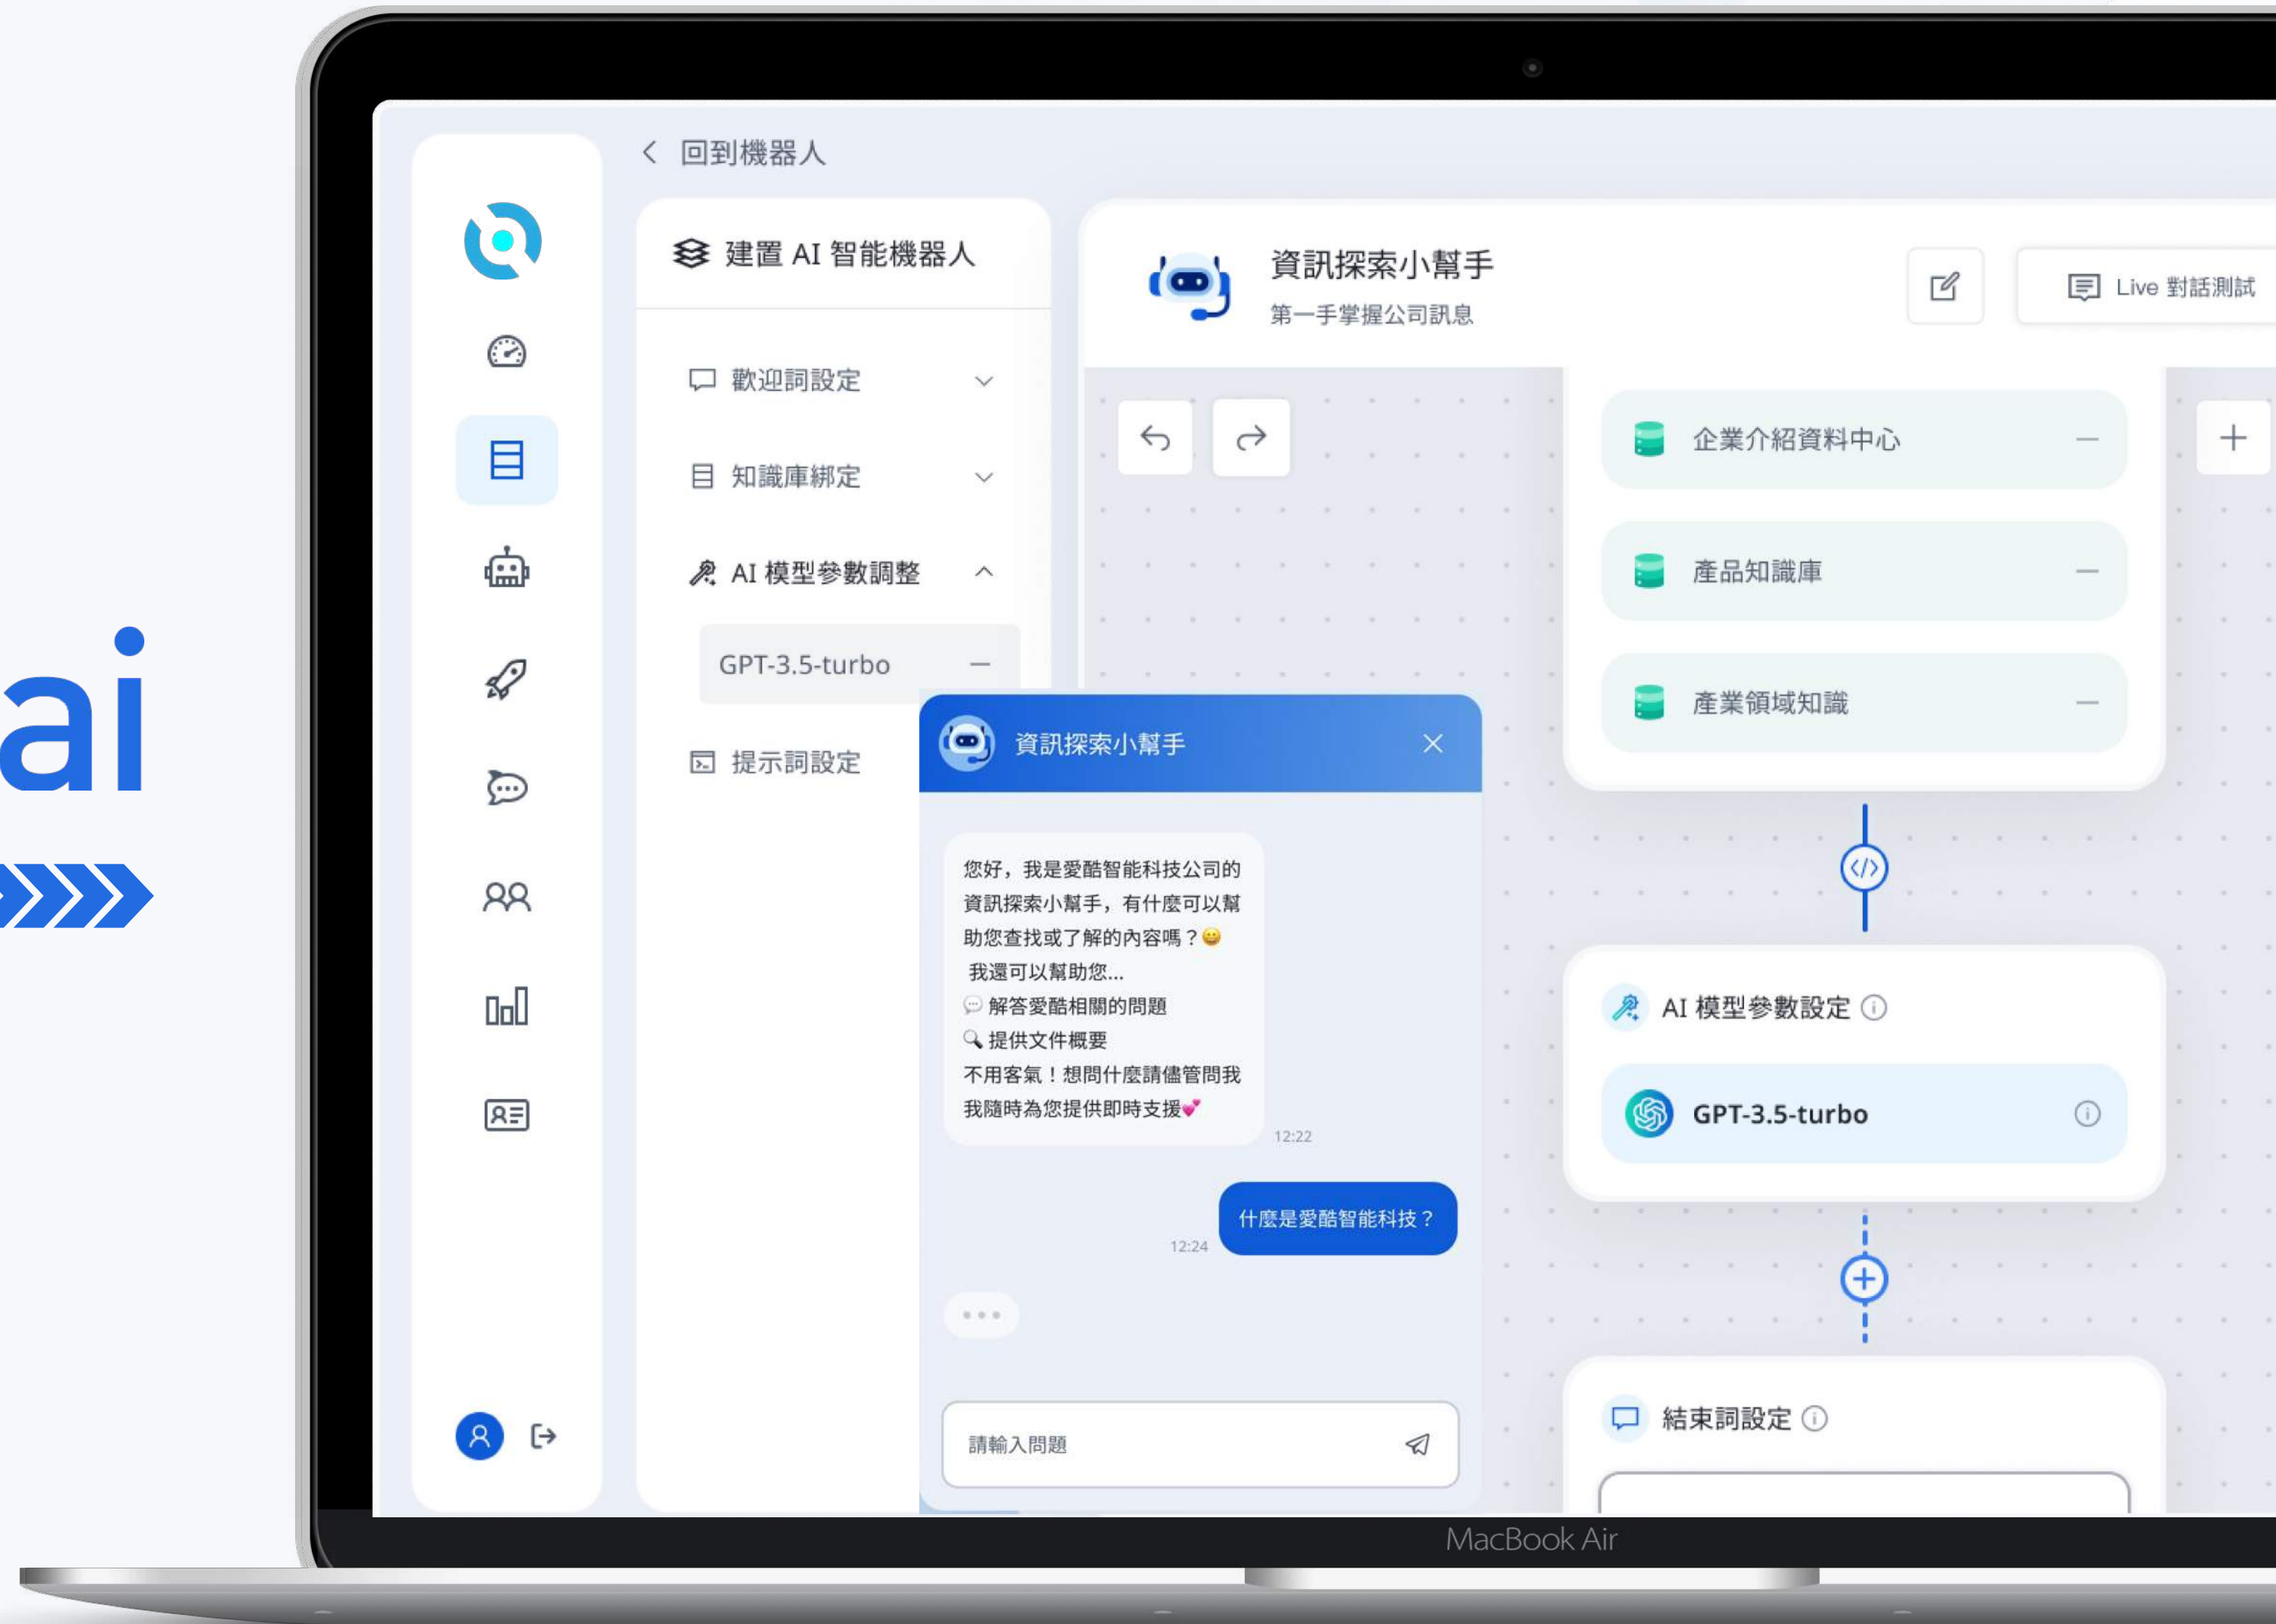 ai
回到機器人
建置 AI 智能機器人
歡迎詞設定
知識庫綁定
AI 模型參數調整
GPT-3.5-turbo
提示詞設定
資訊探索小幫手
第一手掌握公司訊息
Live 對話測試
企業介紹資料中心
產品知識庫
產業領域知識
AI 模型參數設定
GPT-3.5-turbo
結束詞設定
資訊探索小幫手
您好，我是愛酷智能科技公司的
資訊探索小幫手，有什麼可以幫
助您查找或了解的內容嗎？😄
我還可以幫助您...
💬 解答愛酷相關的問題
🔍 提供文件概要
不用客氣！想問什麼請儘管問我
我隨時為您提供即時支援💕
12:22
什麼是愛酷智能科技？
12:24
請輸入問題
MacBook Air